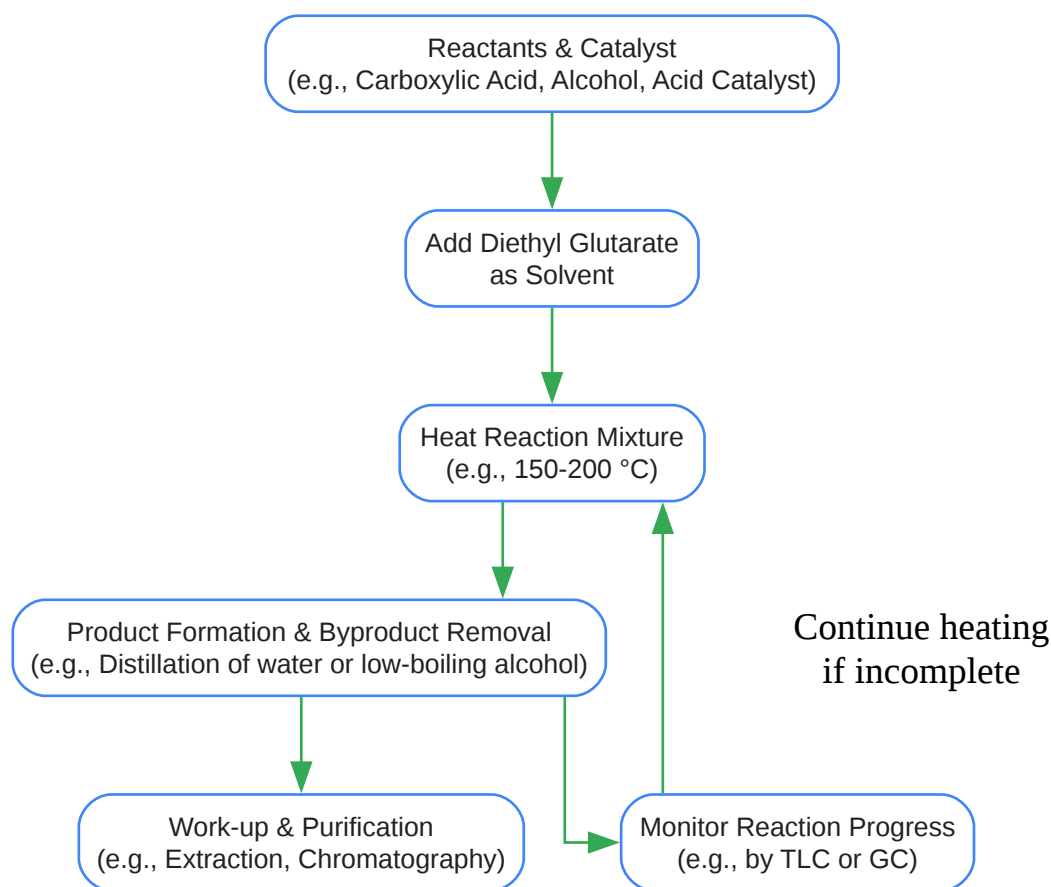 Reactants & Catalyst
(e.g., Carboxylic Acid, Alcohol, Acid Catalyst)
Add Diethyl Glutarate
as Solvent
Heat Reaction Mixture
(e.g., 150-200 °C)
Product Formation & Byproduct Removal
(e.g., Distillation of water or low-boiling alcohol)
Continue heating
if incomplete
Work-up & Purification
(e.g., Extraction, Chromatography)
Monitor Reaction Progress
(e.g., by TLC or GC)